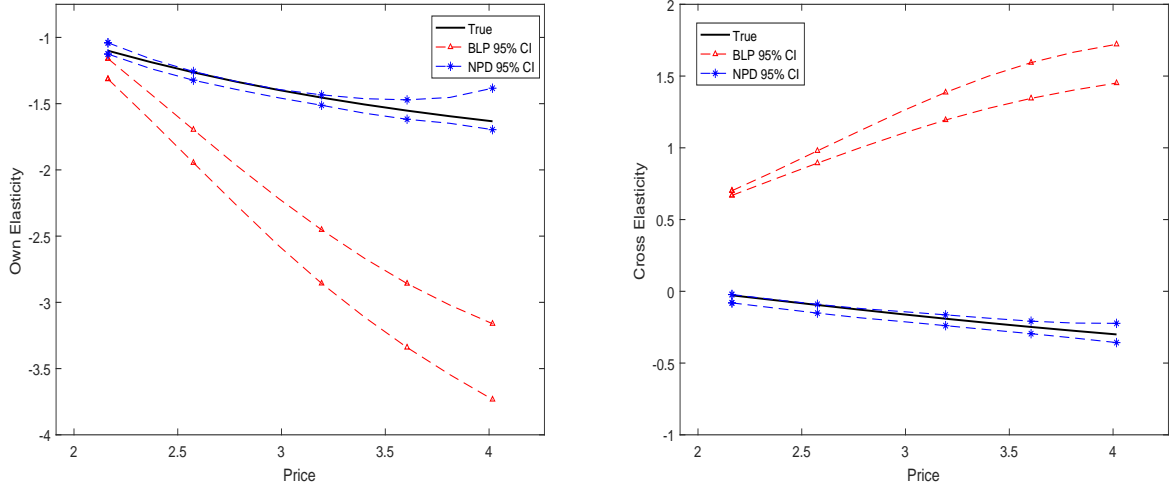 -1
-1.5
-2
-2.5
-3
-3.5
-4
Own Elasticity
2 2.5 3 3.5 4
Price
True
BLP 95% CI
NPD 95% CI
2
1.5
1
0.5
0
-0.5
-1
Cross Elasticity
2 2.5 3 3.5 4
Price
True
BLP 95% CI
NPD 95% CI